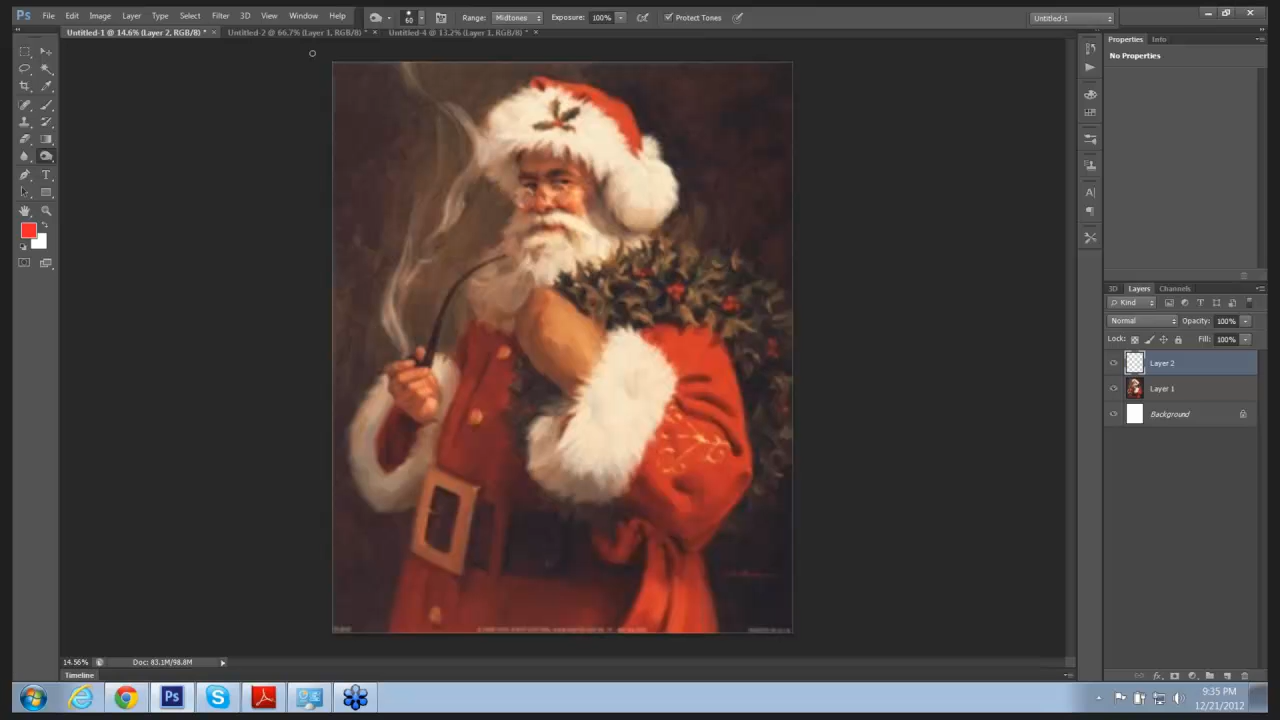 Ps File Edit Image Layer Type Select Filter 3D View Window Help
60 Range: Midtones Exposure: 100% Protect Tones Untitled-1
Untitled-1 @ 14.6% (Layer 2, RGB/8) * × Untitled-2 @ 66.7% (Layer 1, RGB/8) * × Untitled-4 @ 13.2% (Layer 1, RGB/8) * ×
Properties Info
No Properties
3D Layers Channels
Kind
Normal Opacity: 100%
Lock: Fill: 100%
Layer 2
Layer 1
Background
14.56% Doc: 83.1M/98.8M
Timeline
Ps
9:35 PM
12/21/2012